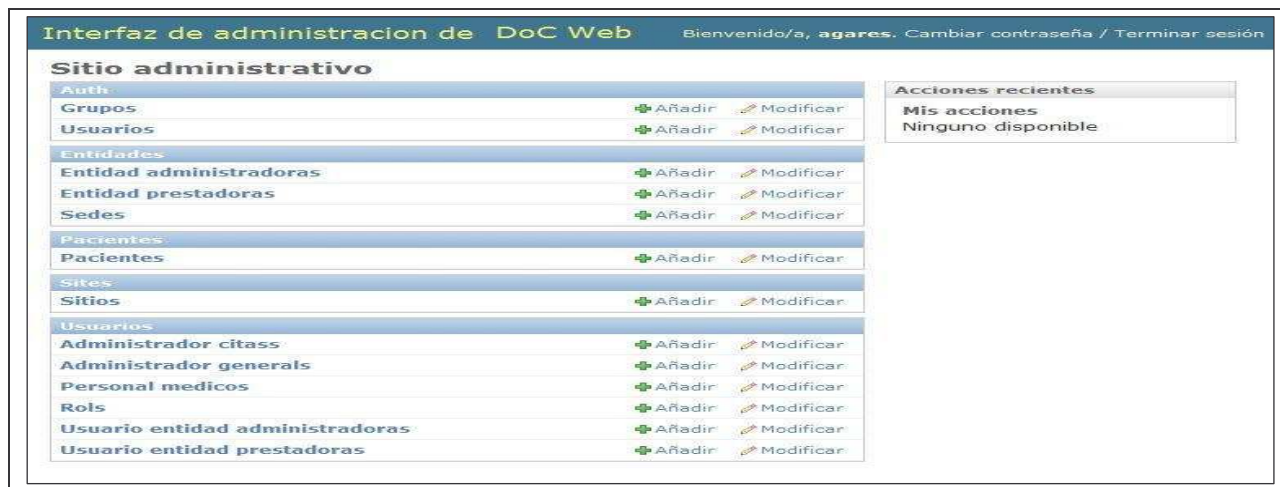 Interfaz de administracion de DoC Web Bienvenido/a, agares. Cambiar contraseña / Terminar sesión
Sitio administrativo
Auth
Grupos Añadir Modificar
Usuarios Añadir Modificar
Entidades
Entidad administradoras Añadir Modificar
Entidad prestadoras Añadir Modificar
Sedes Añadir Modificar
Pacientes
Pacientes Añadir Modificar
Sites
Sitios Añadir Modificar
Usuarios
Administrador citass Añadir Modificar
Administrador generals Añadir Modificar
Personal medicos Añadir Modificar
Rols Añadir Modificar
Usuario entidad administradoras Añadir Modificar
Usuario entidad prestadoras Añadir Modificar
Acciones recientes
Mis acciones
Ninguno disponible